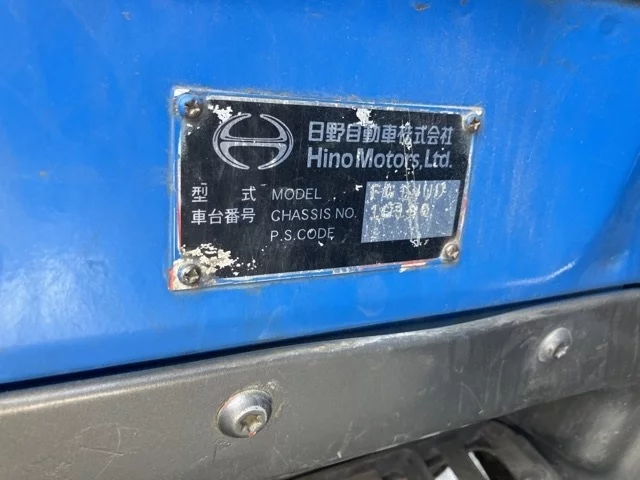 日野自動車株式会社
Hino Motors, Ltd.
型式 MODEL
車台番号 CHASSIS NO.
P.S.CODE